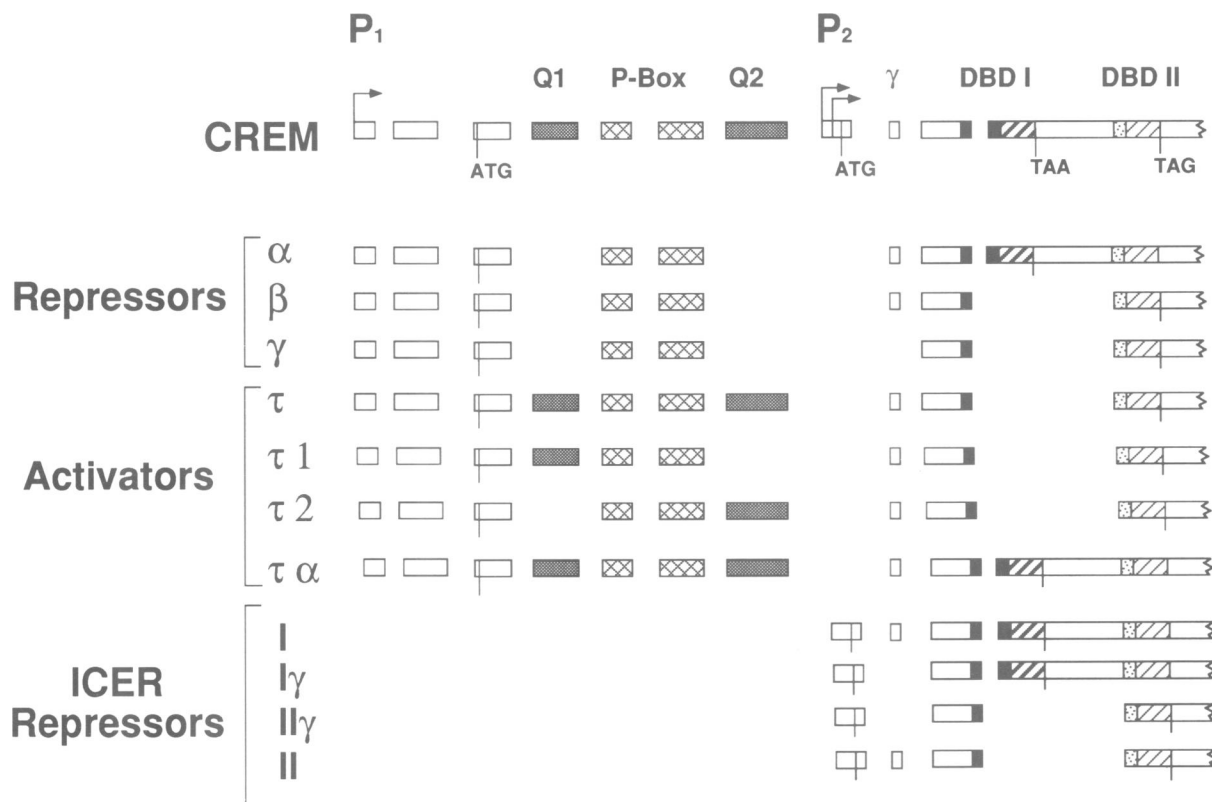 P1 P2
Q1 P-Box Q2 γ DBD I DBD II
CREM
ATG ATG TAA TAG
Repressors
α
β
γ
Activators
τ
τ 1
τ 2
τ α
ICER
Repressors
I
Iγ
IIγ
II